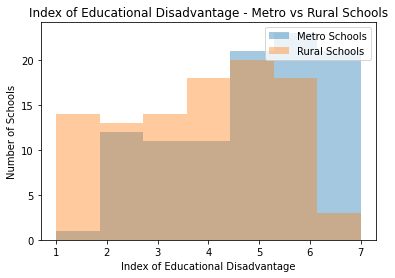 Index of Educational Disadvantage - Metro vs Rural Schools
Metro Schools
Rural Schools
Number of Schools
20
15
10
5
0
1 2 3 4 5 6 7
Index of Educational Disadvantage